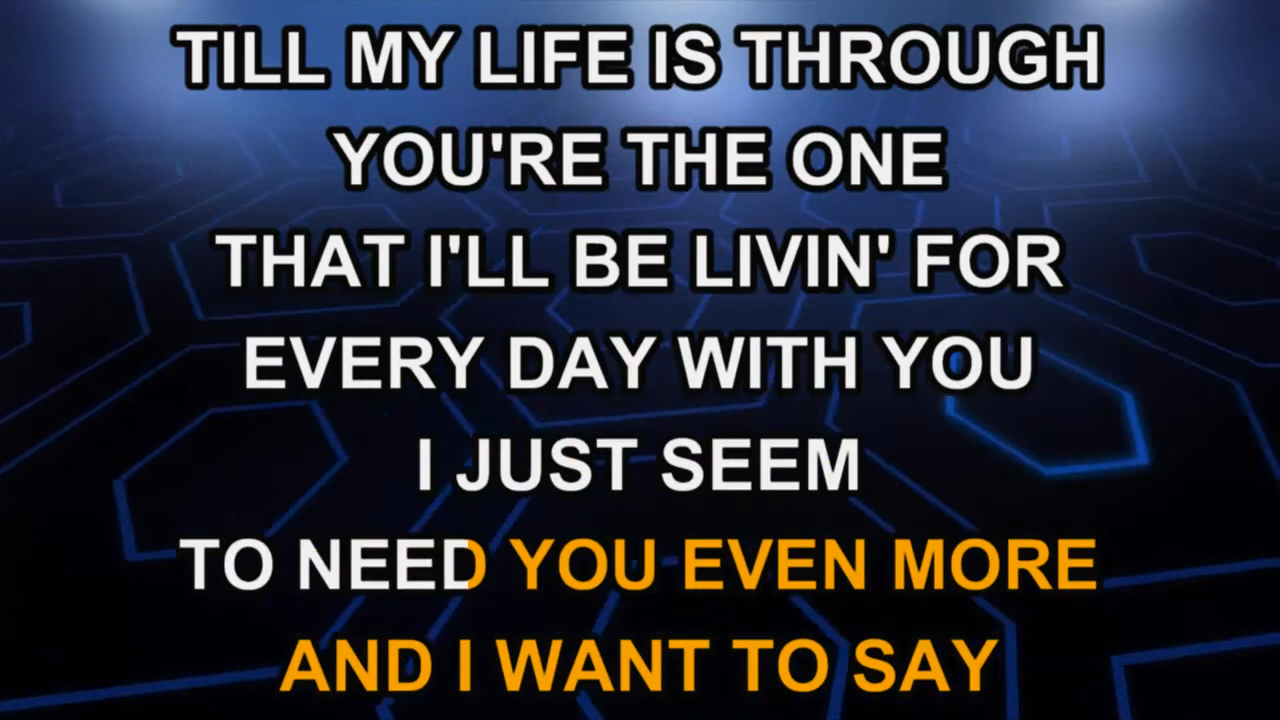 TILL MY LIFE IS THROUGH
YOU'RE THE ONE
THAT I'LL BE LIVIN' FOR
EVERY DAY WITH YOU
I JUST SEEM
TO NEED YOU EVEN MORE
AND I WANT TO SAY